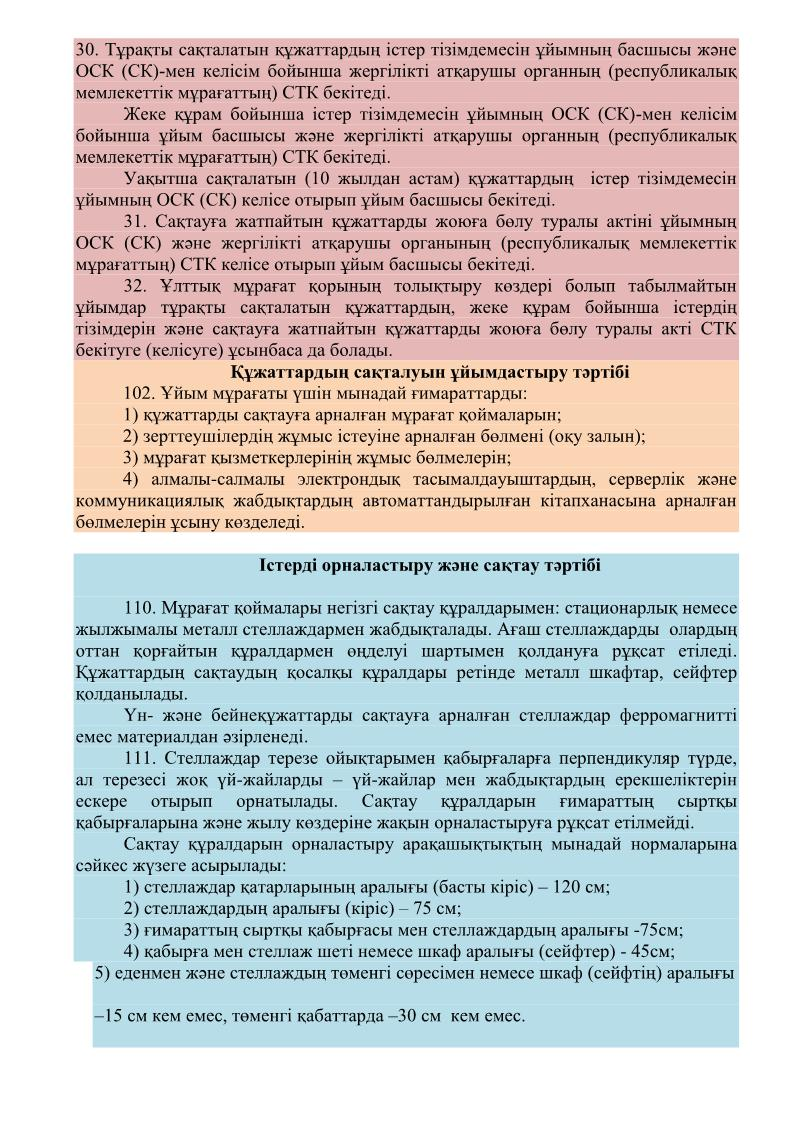 30. Тұрақты сақталатын құжаттардың істер тізімдемесін ұйымның басшысы және
ОСК (СК)-мен келісім бойынша жергілікті атқарушы органның (республикалық
мемлекеттік мұрағаттың) СТК бекітеді.
Жеке құрам бойынша істер тізімдемесін ұйымның ОСК (СК)-мен келісім
бойынша ұйым басшысы және жергілікті атқарушы органның (республикалық
мемлекеттік мұрағаттың) СТК бекітеді.
Уақытша сақталатын (10 жылдан астам) құжаттардың істер тізімдемесін
ұйымның ОСК (СК) келісе отырып ұйым басшысы бекітеді.
31. Сақтауға жатпайтын құжаттарды жоюға бөлу туралы актіні ұйымның
ОСК (СК) және жергілікті атқарушы органының (республикалық мемлекеттік
мұрағаттың) СТК келісе отырып ұйым басшысы бекітеді.
32. Ұлттық мұрағат қорының толықтыру көздері болып табылмайтын
ұйымдар тұрақты сақталатын құжаттардың, жеке құрам бойынша істердің
тізімдерін және сақтауға жатпайтын құжаттарды жоюға бөлу туралы акті СТК
бекітуге (келісуге) ұсынбаса да болады.
Құжаттардың сақталуын ұйымдастыру тәртібі
102. Ұйым мұрағаты үшін мынадай ғимараттарды:
1) құжаттарды сақтауға арналған мұрағат қоймаларын;
2) зерттеушілердің жұмыс істеуіне арналған бөлмені (оқу залын);
3) мұрағат қызметкерлерінің жұмыс бөлмелерін;
4) алмалы-салмалы электрондық тасымалдауыштардың, серверлік және
коммуникациялық жабдықтардың автоматтандырылған кітапханасына арналған
бөлмелерін ұсыну көзделеді.
Істерді орналастыру және сақтау тәртібі
110. Мұрағат қоймалары негізгі сақтау құралдарымен: стационарлық немесе
жылжымалы металл стеллаждармен жабдықталады. Ағаш стеллаждарды олардың
оттан қорғайтын құралдармен өңделуі шартымен қолдануға рұқсат етіледі.
Құжаттардың сақтаудың қосалқы құралдары ретінде металл шкафтар, сейфтер
қолданылады.
Үн- және бейнеқұжаттарды сақтауға арналған стеллаждар ферромагнитті
емес материалдан әзірленеді.
111. Стеллаждар терезе ойықтарымен қабырғаларға перпендикуляр түрде,
ал терезесі жоқ үй-жайларды – үй-жайлар мен жабдықтардың ерекшеліктерін
ескере отырып орнатылады. Сақтау құралдарын ғимараттың сыртқы
қабырғаларына және жылу көздеріне жақын орналастыруға рұқсат етілмейді.
Сақтау құралдарын орналастыру арақашықтықтың мынадай нормаларына
сәйкес жүзеге асырылады:
1) стеллаждар қатарларының аралығы (басты кіріс) – 120 см;
2) стеллаждардың аралығы (кіріс) – 75 см;
3) ғимараттың сыртқы қабырғасы мен стеллаждардың аралығы -75см;
4) қабырға мен стеллаж шеті немесе шкаф аралығы (сейфтер) - 45см;
5) еденмен және стеллаждың төменгі сөресімен немесе шкаф (сейфтің) аралығы
–15 см кем емес, төменгі қабаттарда –30 см кем емес.